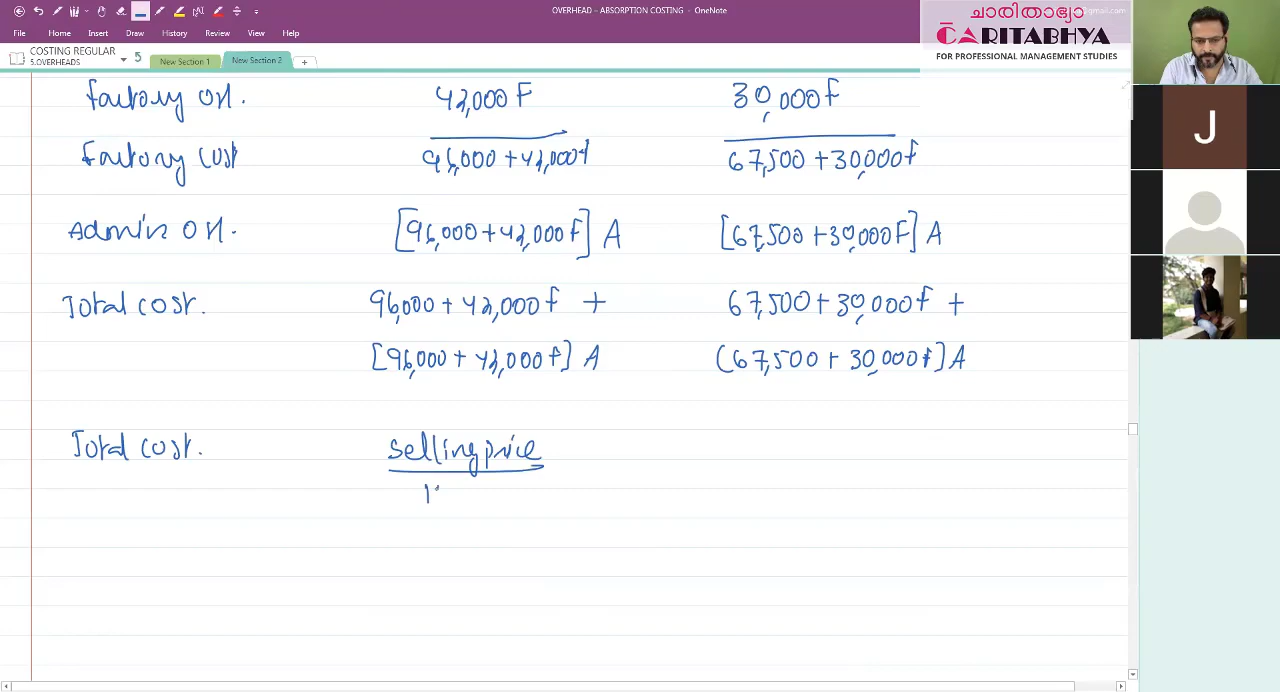 OVERHEAD – ABSORPTION COSTING - OneNote
ചാരിതാഭ്യാ
CARITABHYA
FOR PROFESSIONAL MANAGEMENT STUDIES
File Home Insert Draw History Review View Help
COSTING REGULAR
5.OVERHEADS
5
New Section 1
New Section 2
Factory OH. 42,000 F 30,000 F
Factory Cost 96,000 + 42,000 F 67,500 + 30,000 F
Admin OH. [96,000 + 42,000 F] A [67,500 + 30,000 F] A
Total cost. 96,000 + 42,000 F + 67,500 + 30,000 F +
[96,000 + 42,000 F] A (67,500 + 30,000 F] A
Total cost. Selling price
1
J